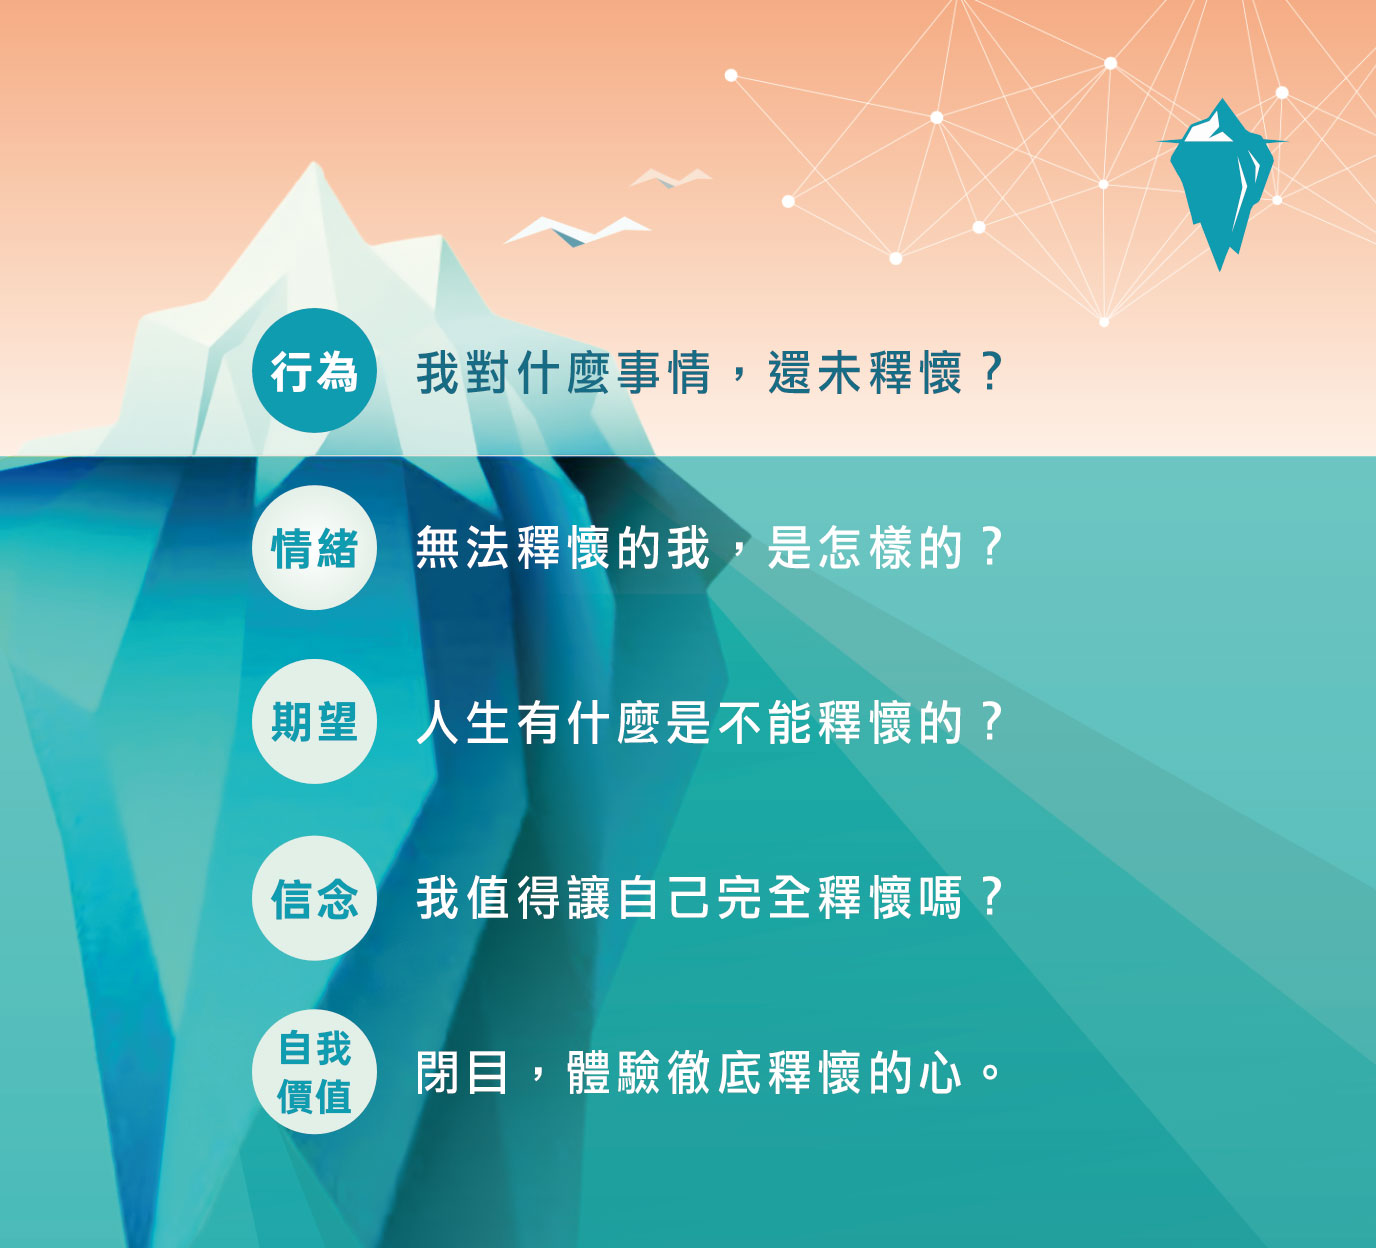 行為 我對什麼事情，還未釋懷？
情緒 無法釋懷的我，是怎樣的？
期望 人生有什麼是不能釋懷的？
信念 我值得讓自己完全釋懷嗎？
自我
價值 閉目，體驗徹底釋懷的心。